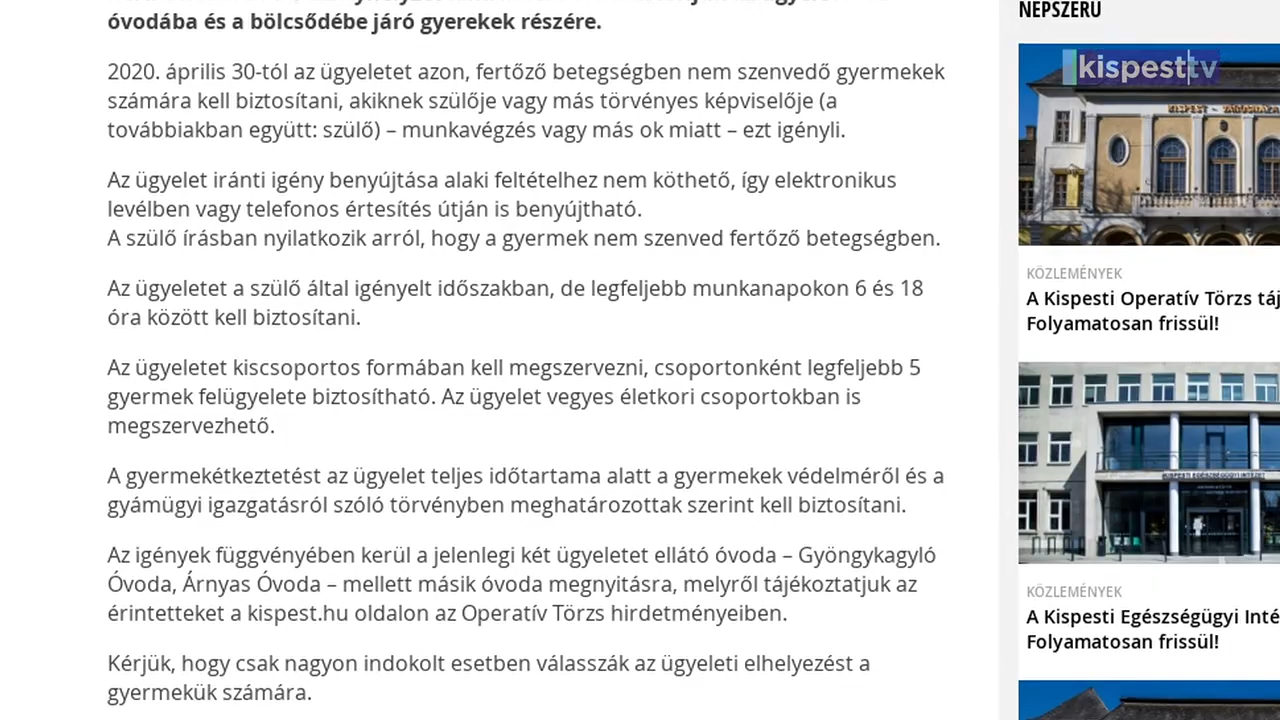 óvodába és a bölcsődébe járó gyerekek részére.
2020. április 30-tól az ügyeletet azon, fertőző betegségben nem szenvedő gyermekek
számára kell biztosítani, akiknek szülője vagy más törvényes képviselője (a
továbbiakban együtt: szülő) – munkavégzés vagy más ok miatt – ezt igényli.
Az ügyelet iránti igény benyújtása alaki feltételhez nem köthető, így elektronikus
levélben vagy telefonos értesítés útján is benyújtható.
A szülő írásban nyilatkozik arról, hogy a gyermek nem szenved fertőző betegségben.
Az ügyeletet a szülő által igényelt időszakban, de legfeljebb munkanapokon 6 és 18
óra között kell biztosítani.
Az ügyeletet kiscsoportos formában kell megszervezni, csoportonként legfeljebb 5
gyermek felügyelete biztosítható. Az ügyelet vegyes életkori csoportokban is
megszervezhető.
A gyermekétkeztetést az ügyelet teljes időtartama alatt a gyermekek védelméről és a
gyámügyi igazgatásról szóló törvényben meghatározottak szerint kell biztosítani.
Az igények függvényében kerül a jelenlegi két ügyeletet ellátó óvoda – Gyöngykagyló
Óvoda, Árnyas Óvoda – mellett másik óvoda megnyitásra, melyről tájékoztatjuk az
érintetteket a kispest.hu oldalon az Operatív Törzs hirdetményeiben.
Kérjük, hogy csak nagyon indokolt esetben válasszák az ügyeleti elhelyezést a
gyermekük számára.
NÉPSZERŰ
kispest tv
KÖZLEMÉNYEK
A Kispesti Operatív Törzs táj
Folyamatosan frissül!
KISPESTI EGÉSZSÉGÜGYI INTÉZET
KÖZLEMÉNYEK
A Kispesti Egészségügyi Inté
Folyamatosan frissül!